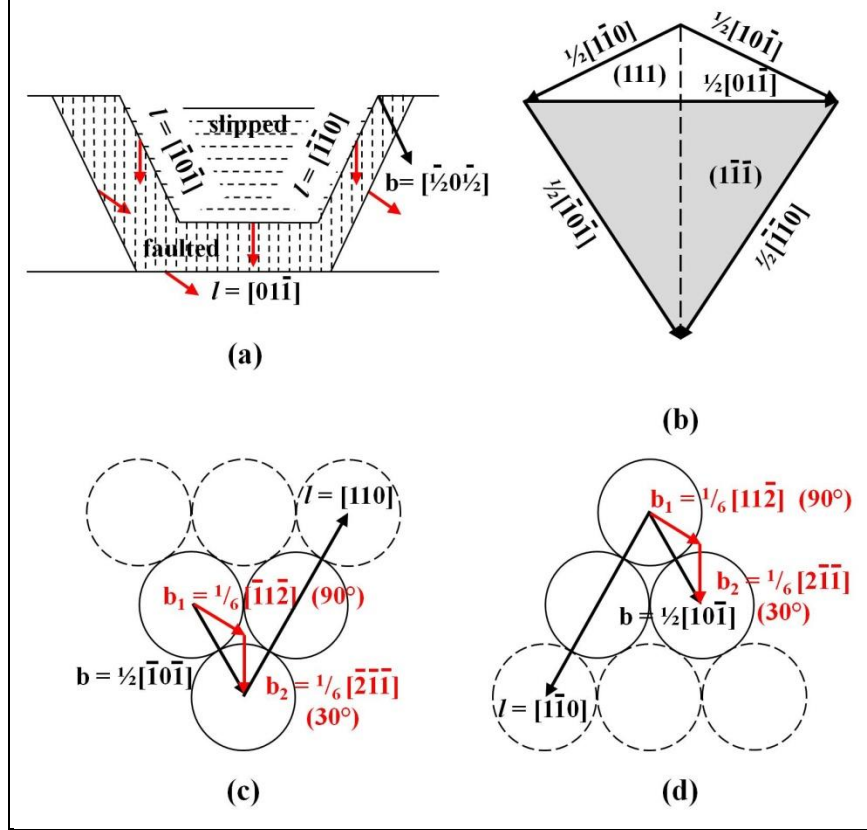 l = [1̄01̄]
slipped
l = [1̄1̄0]
b= [½̄0½̄]
faulted
l = [011̄]
(a)
½[11̄0]
½[101̄]
(111)
½[011̄]
(11̄1̄)
½[1̄01̄]
½[1̄1̄0]
(b)
l = [110]
b₁ = ¹/₆ [1̄12̄] (90°)
b = ½[1̄01̄]
b₂ = ¹/₆ [2̄1̄1̄]
(30°)
(c)
b₁ = ¹/₆ [112̄] (90°)
b₂ = ¹/₆ [21̄1̄]
b = ½[101̄]
(30°)
l = [11̄0]
(d)